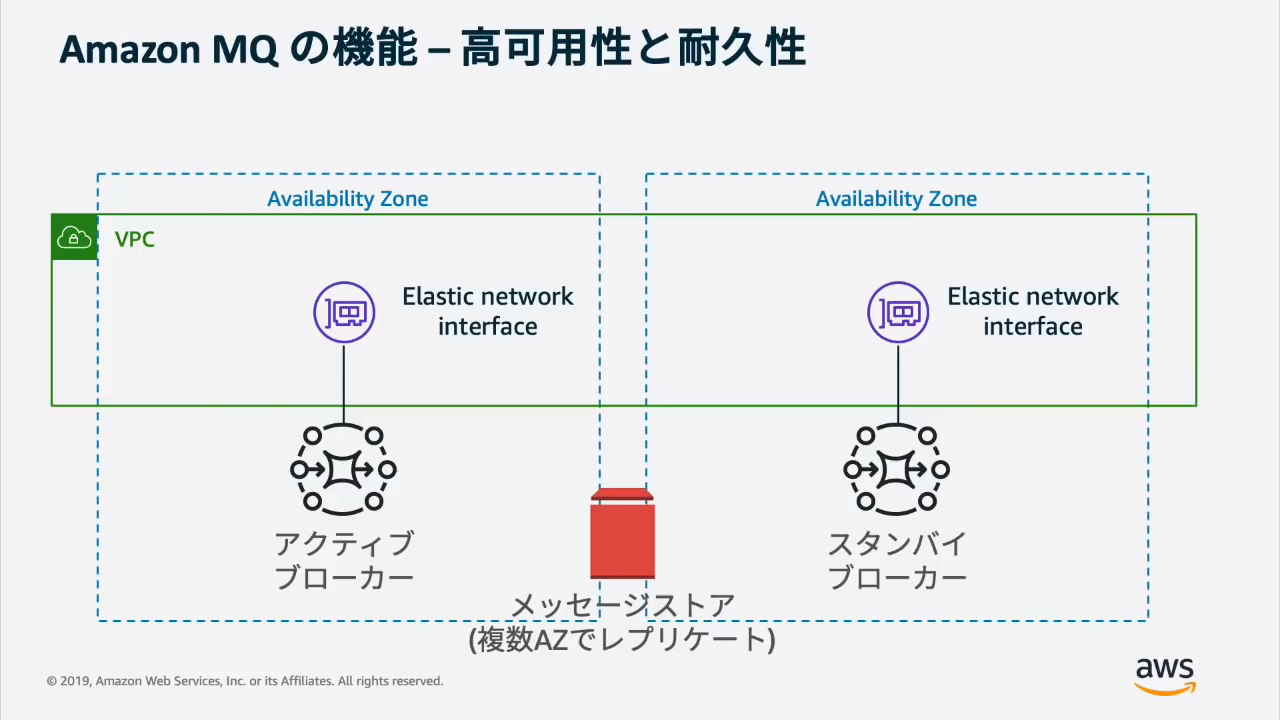 Amazon MQ の機能 – 高可用性と耐久性
Availability Zone
Availability Zone
VPC
Elastic network
interface
Elastic network
interface
アクティブ
ブローカー
スタンバイ
ブローカー
メッセージストア
(複数AZでレプリケート)
© 2019, Amazon Web Services, Inc. or its Affiliates. All rights reserved.
aws